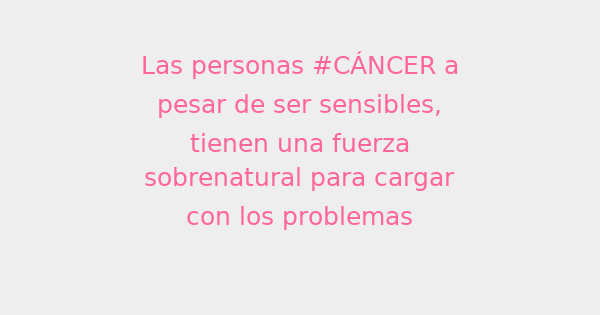 Las personas #CÁNCER a
pesar de ser sensibles,
tienen una fuerza
sobrenatural para cargar
con los problemas